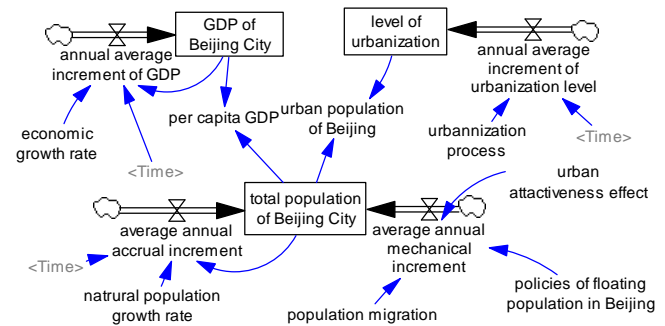 GDP of
Beijing City
level of
urbanization
annual average
increment of GDP
annual average
increment of
urbanization level
economic
growth rate
per capita GDP
urban population
of Beijing
urbannization
process
<Time>
<Time>
urban
attactiveness effect
total population
of Beijing City
average annual
accrual increment
average annual
mechanical
increment
<Time>
natrural population
growth rate
population migration
policies of floating
population in Beijing